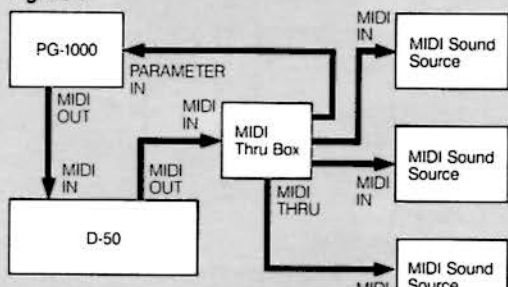 MIDI
IN
MIDI Sound
Source
PG-1000
PARAMETER
IN
MIDI
OUT
MIDI
IN
MIDI
Thru Box
MIDI
IN
MIDI
OUT
MIDI
THRU
MIDI
IN
MIDI Sound
Source
D-50
MIDI
MIDI Sound
Source